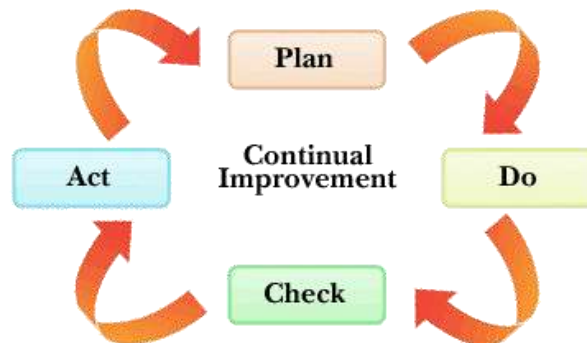 Plan
Act
Continual
Improvement
Do
Check